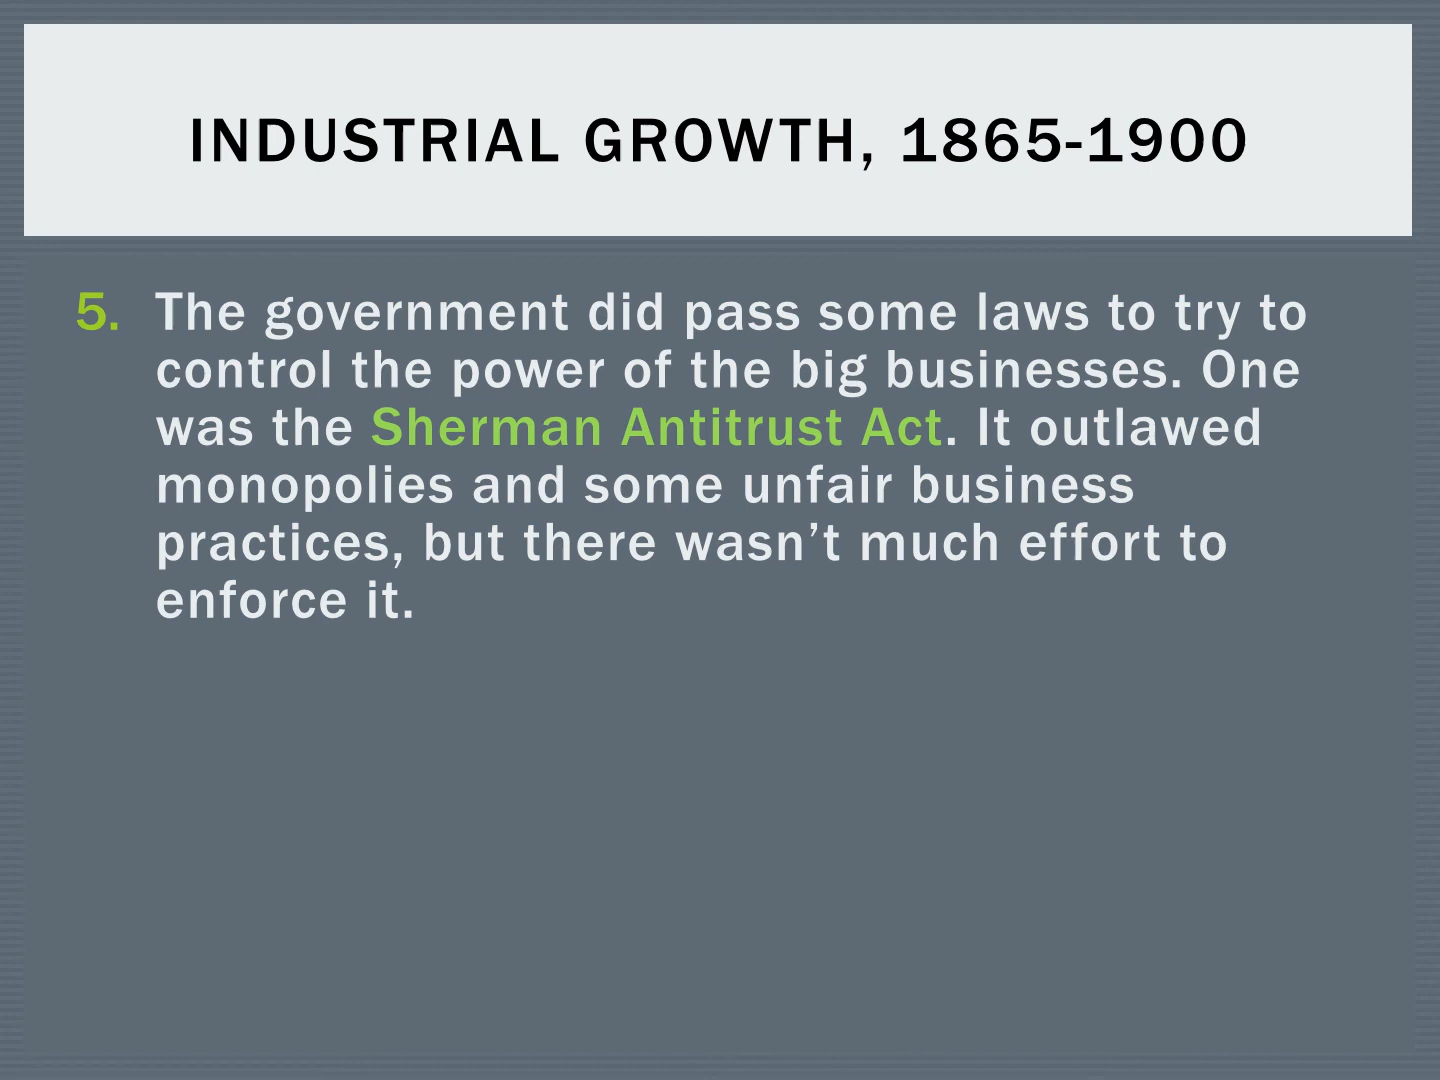 INDUSTRIAL GROWTH, 1865-1900
5. The government did pass some laws to try to
control the power of the big businesses. One
was the Sherman Antitrust Act. It outlawed
monopolies and some unfair business
practices, but there wasn’t much effort to
enforce it.